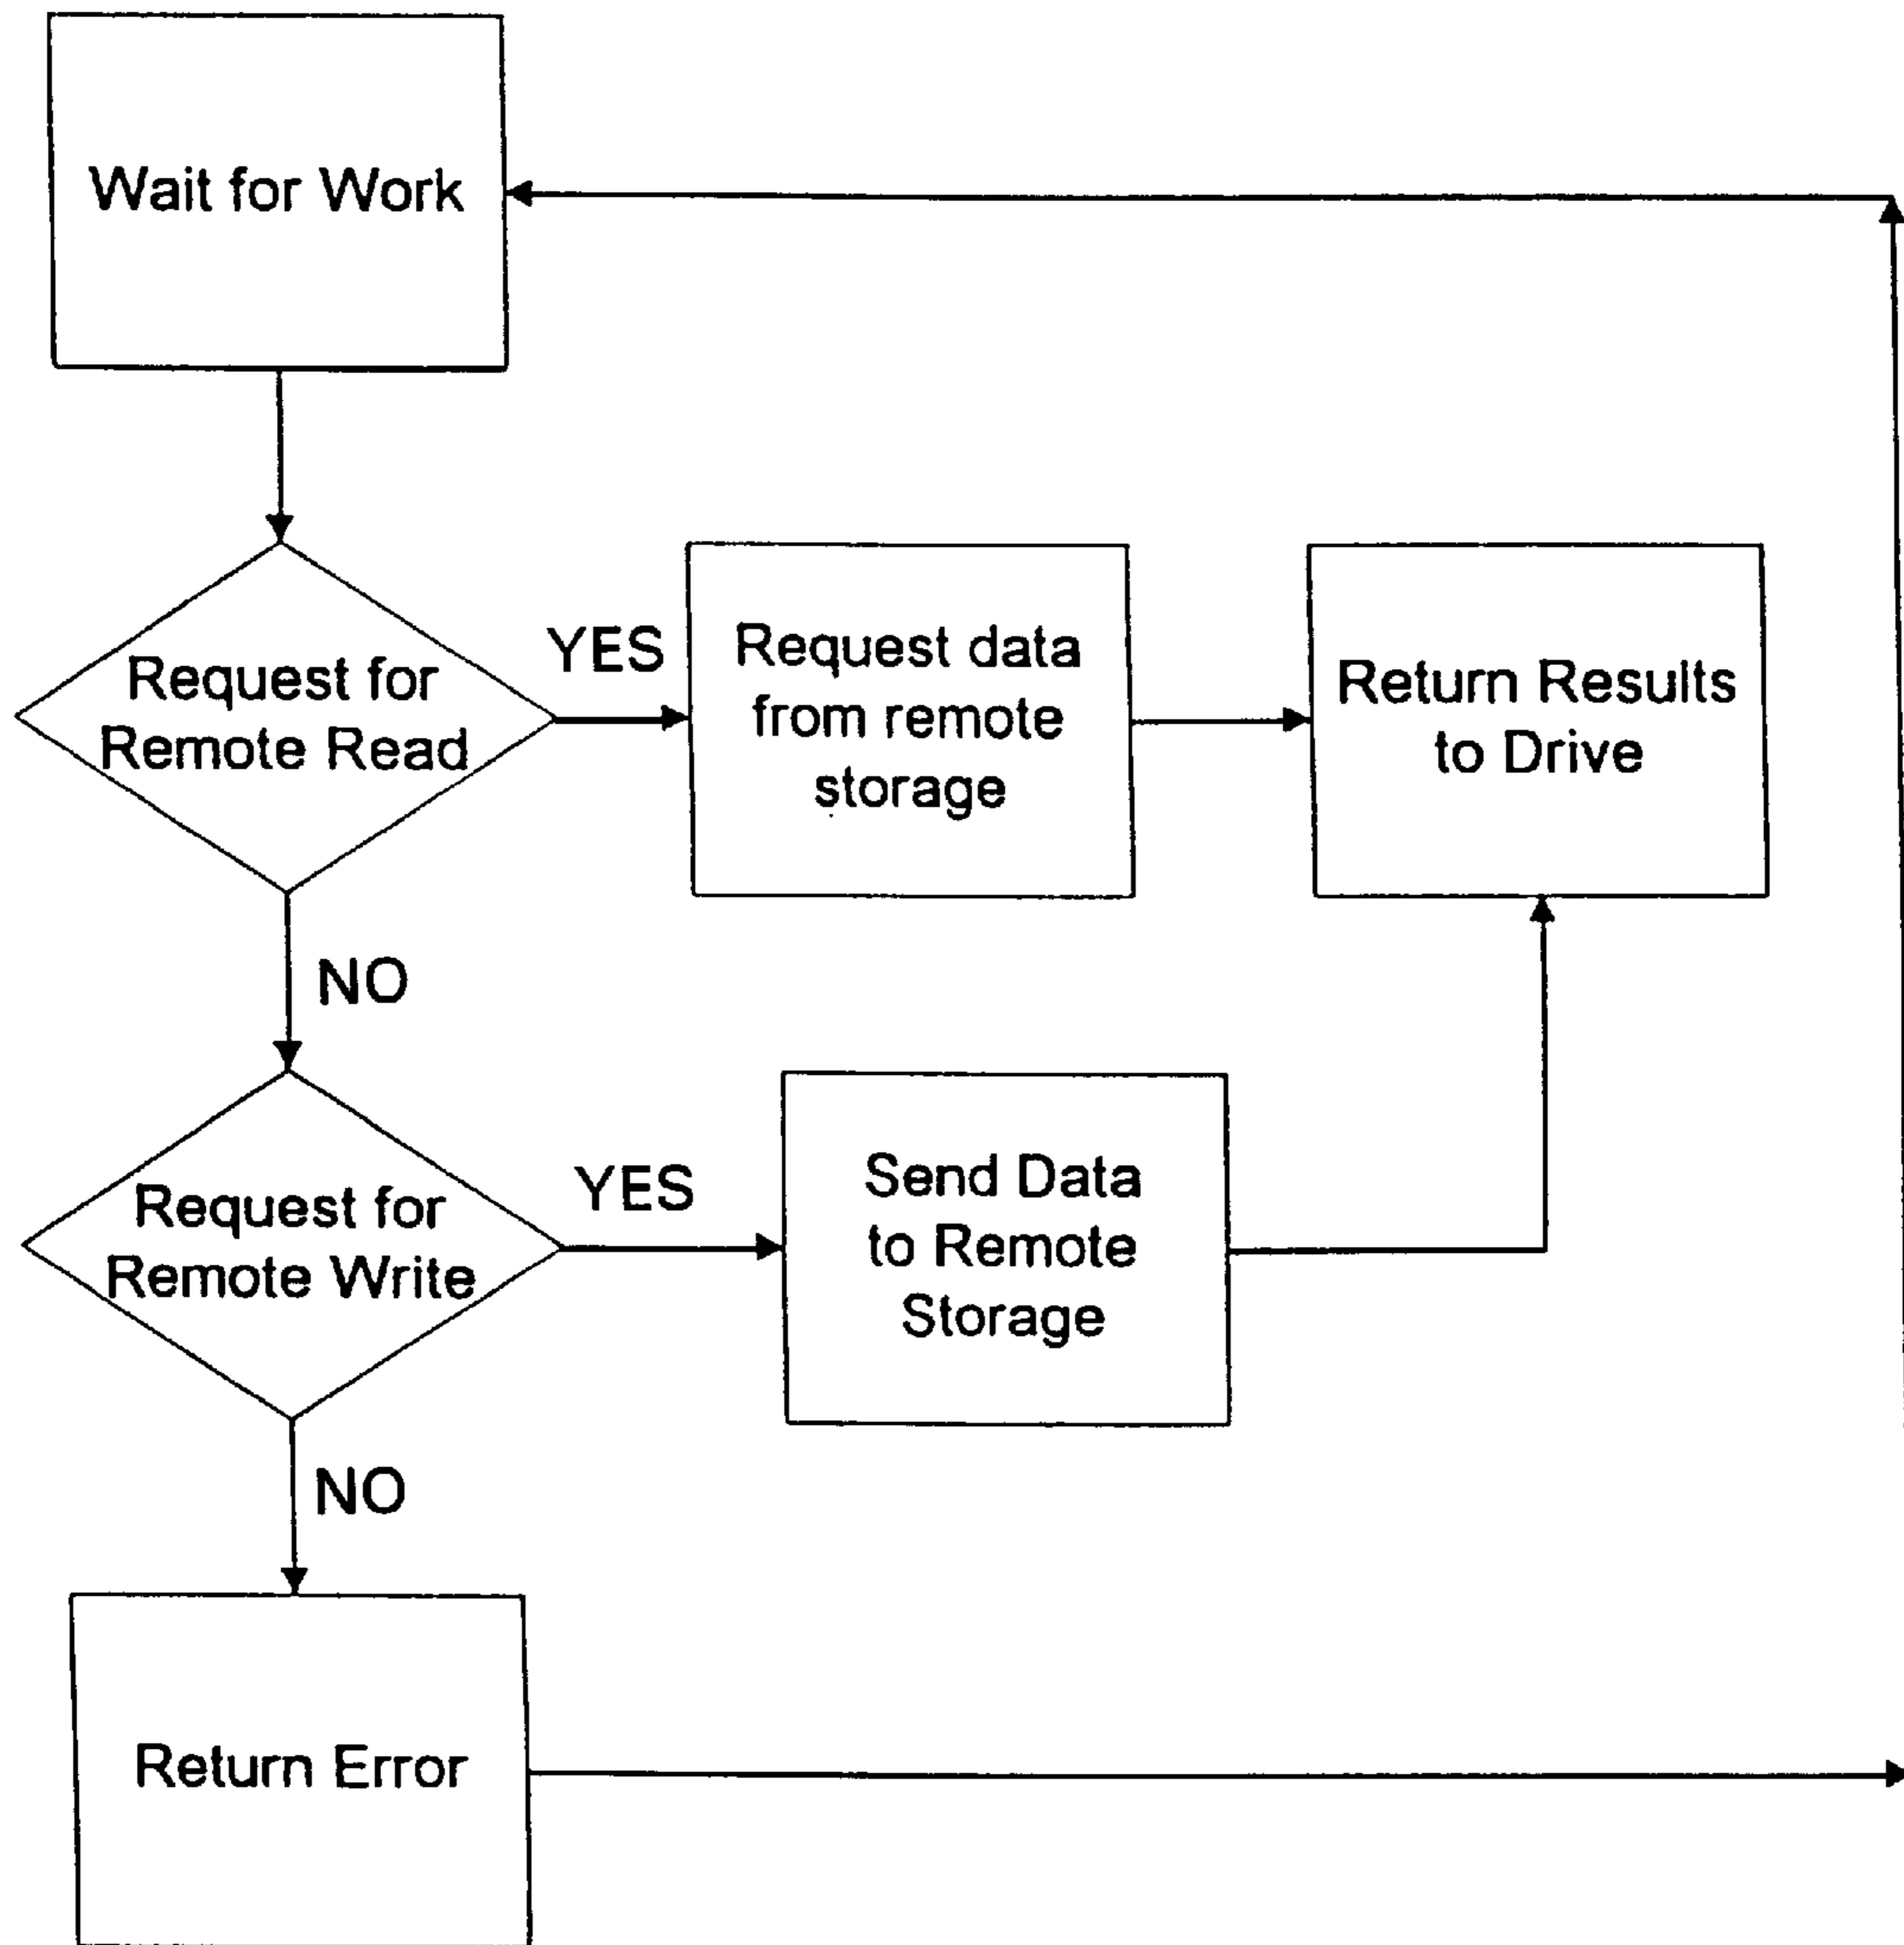 Wait for Work
Request for
Remote Read
YES
Request data
from remote
storage
Return Results
to Drive
NO
Request for
Remote Write
YES
Send Data
to Remote
Storage
NO
Return Error